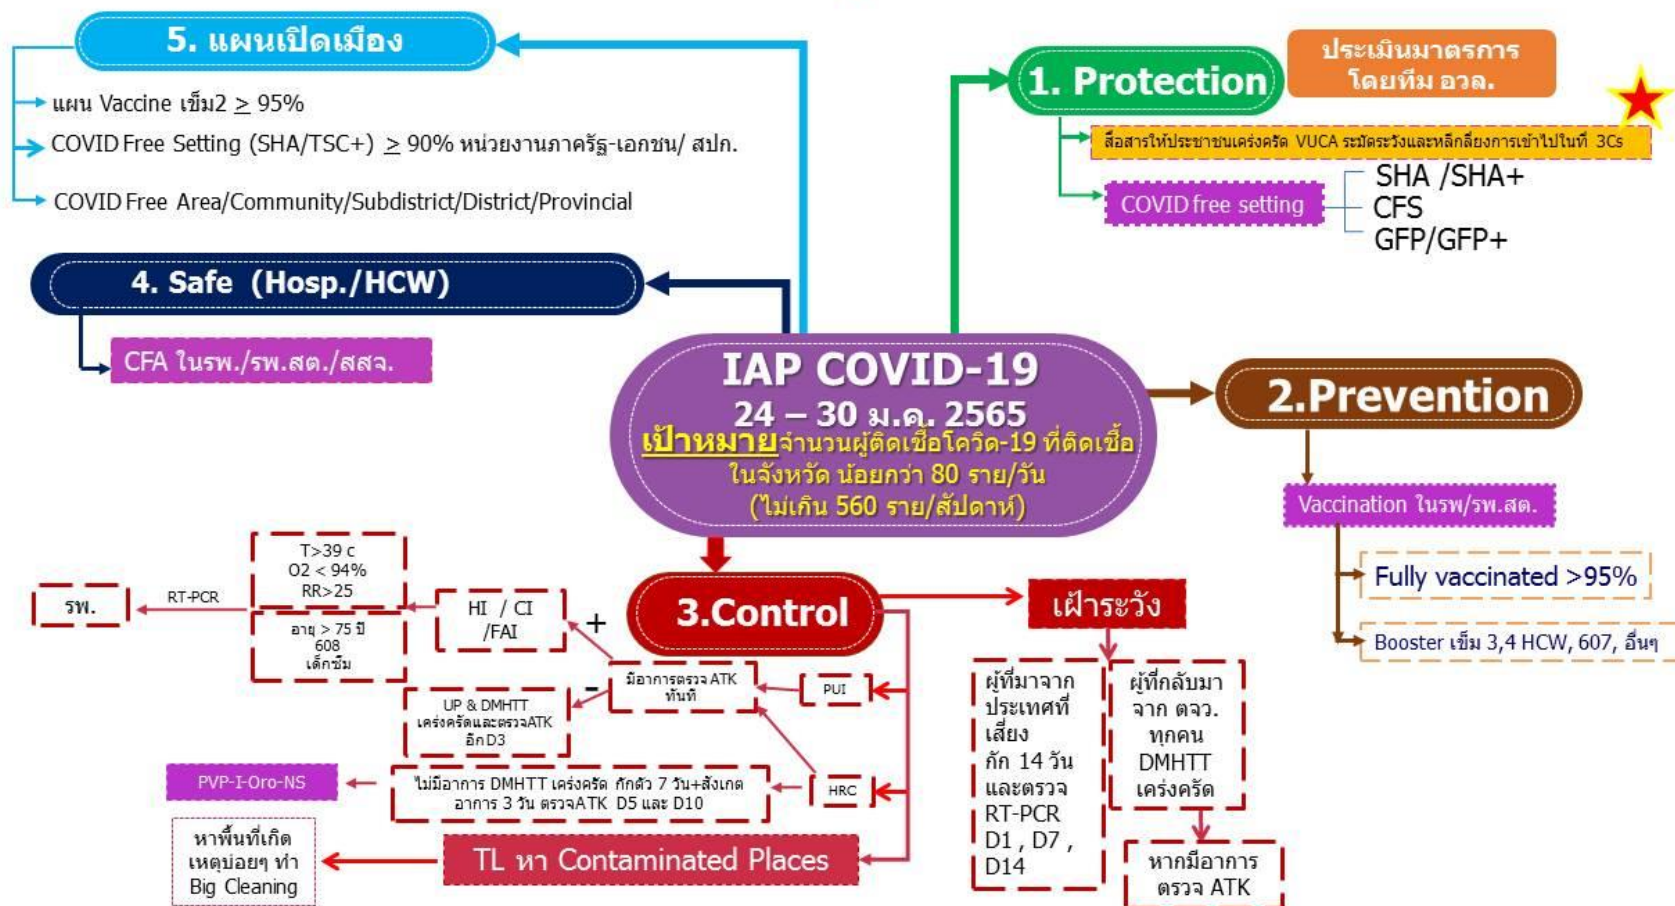 5. แผนเปิดเมือง
แผน Vaccine เข็ม2 ≥ 95%
COVID Free Setting (SHA/TSC+) ≥ 90% หน่วยงานภาครัฐ-เอกชน/ สปก.
COVID Free Area/Community/Subdistrict/District/Provincial
1. Protection
ประเมินมาตรการ
โดยทีม อวล.
สื่อสารให้ประชาชนเคร่งครัด VUCA ระมัดระวังและหลีกลี่ยงการเข้าไปในที่ 3Cs
COVID free setting
SHA /SHA+
CFS
GFP/GFP+
4. Safe (Hosp./HCW)
CFA ในรพ./รพ.สต./สสจ.
IAP COVID-19
24 – 30 ม.ค. 2565
เป้าหมายจำนวนผู้ติดเชื้อโควิด-19 ที่ติดเชื้อ
ในจังหวัด น้อยกว่า 80 ราย/วัน
(ไม่เกิน 560 ราย/สัปดาห์)
2.Prevention
Vaccination ในรพ/รพ.สต.
Fully vaccinated >95%
Booster เข็ม 3,4 HCW, 607, อื่นๆ
3.Control
เฝ้าระวัง
ผู้ที่มาจาก
ประเทศที่
เสี่ยง
กัก 14 วัน
และตรวจ
RT-PCR
D1 , D7 ,
D14
ผู้ที่กลับมา
จาก ตจว.
ทุกคน
DMHTT
เคร่งครัด
หากมีอาการ
ตรวจ ATK
PUI
HRC
มีอาการตรวจ ATK
ทันที
+
-
HI / CI
/FAI
T>39 c
O2 < 94%
RR>25
อายุ > 75 ปี
608
เด็กซึม
RT-PCR
รพ.
UP & DMHTT
เคร่งครัดและตรวจATK
อีกD3
ไม่มีอาการ DMHTT เคร่งครัด กักตัว 7 วัน+สังเกต
อาการ 3 วัน ตรวจATK D5 และ D10
PVP-I-Oro-NS
TL หา Contaminated Places
หาพื้นที่เกิด
เหตุบ่อยๆ ทำ
Big Cleaning